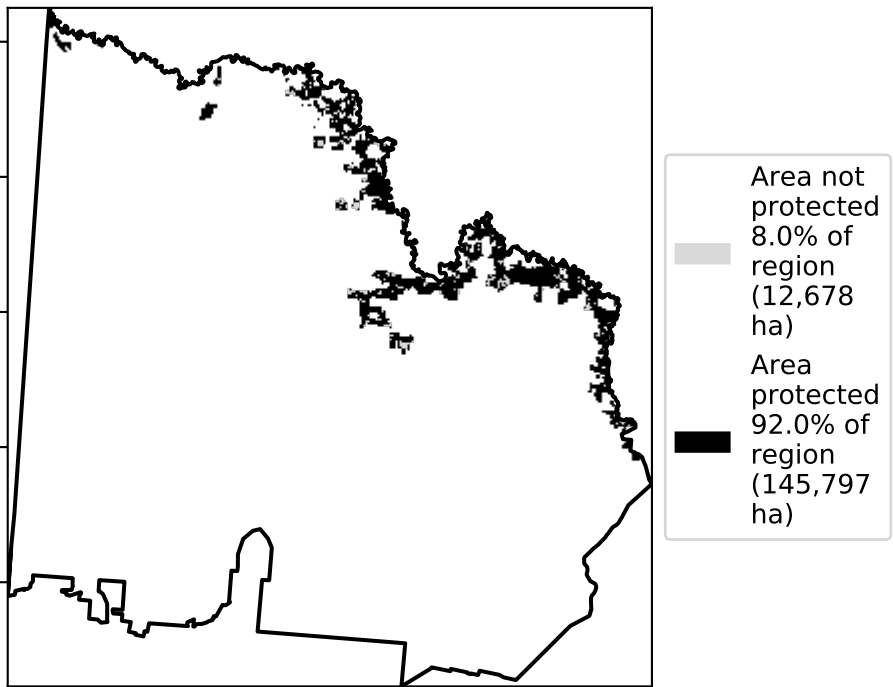 Area not
protected
8.0% of
region
(12,678
ha)
Area
protected
92.0% of
region
(145,797
ha)